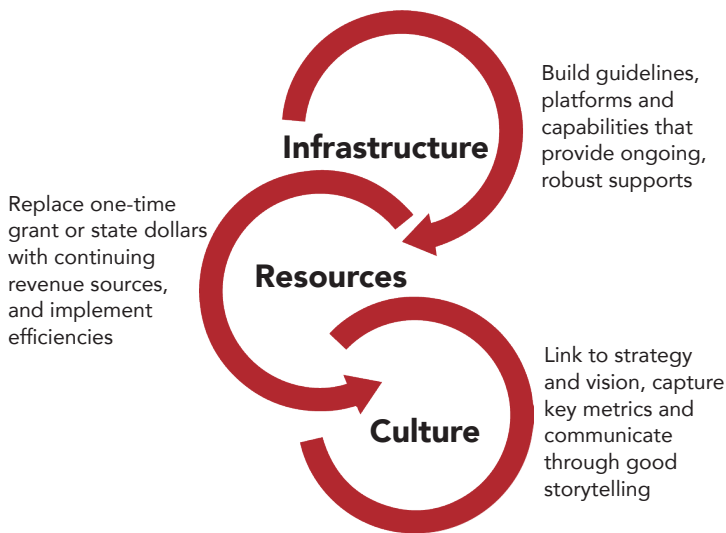 Infrastructure
Build guidelines,
platforms and
capabilities that
provide ongoing,
robust supports
Replace one-time
grant or state dollars
with continuing
revenue sources,
and implement
efficiencies
Resources
Culture
Link to strategy
and vision, capture
key metrics and
communicate
through good
storytelling